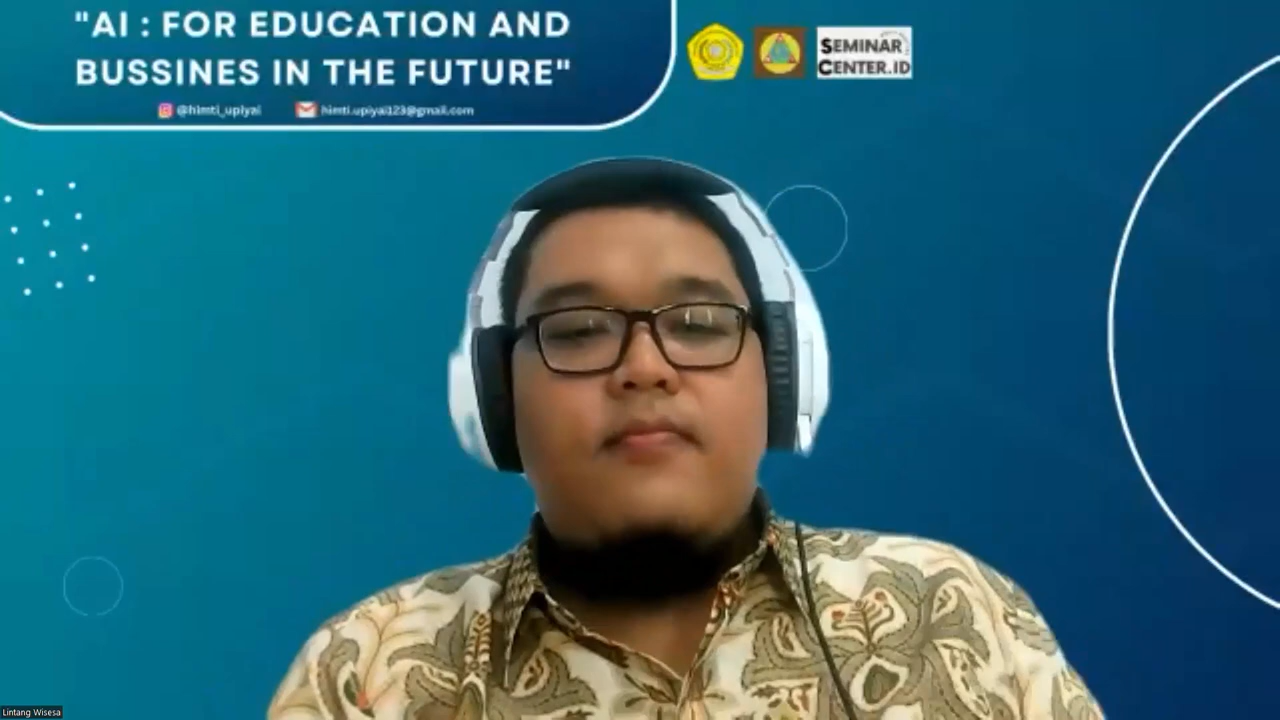 "AI : FOR EDUCATION AND
BUSSINES IN THE FUTURE"
@himti_upiyai
himti.upiyai123@gmail.com
SEMINAR
CENTER.ID
Lintang Wisesa